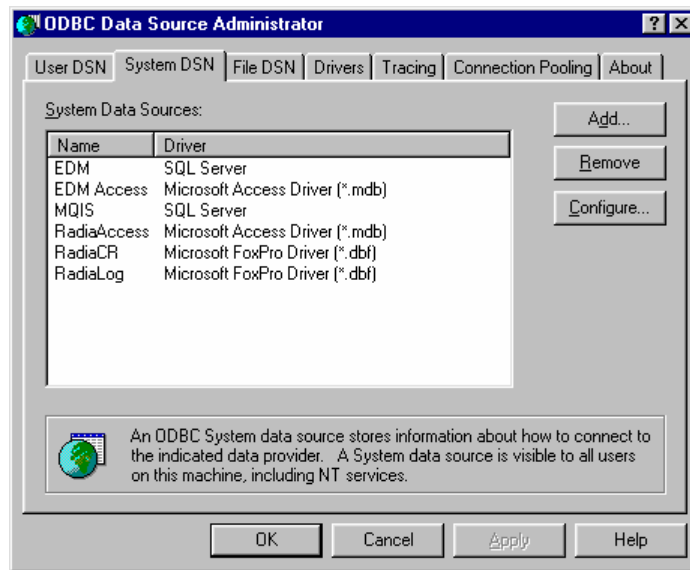 ODBC Data Source Administrator
User DSN System DSN File DSN Drivers Tracing Connection Pooling About
System Data Sources:
Name Driver
EDM SQL Server
EDM Access Microsoft Access Driver (*.mdb)
MQIS SQL Server
RadiaAccess Microsoft Access Driver (*.mdb)
RadiaCR Microsoft FoxPro Driver (*.dbf)
RadiaLog Microsoft FoxPro Driver (*.dbf)
Add...
Remove
Configure...
An ODBC System data source stores information about how to connect to
the indicated data provider. A System data source is visible to all users
on this machine, including NT services.
OK Cancel Apply Help